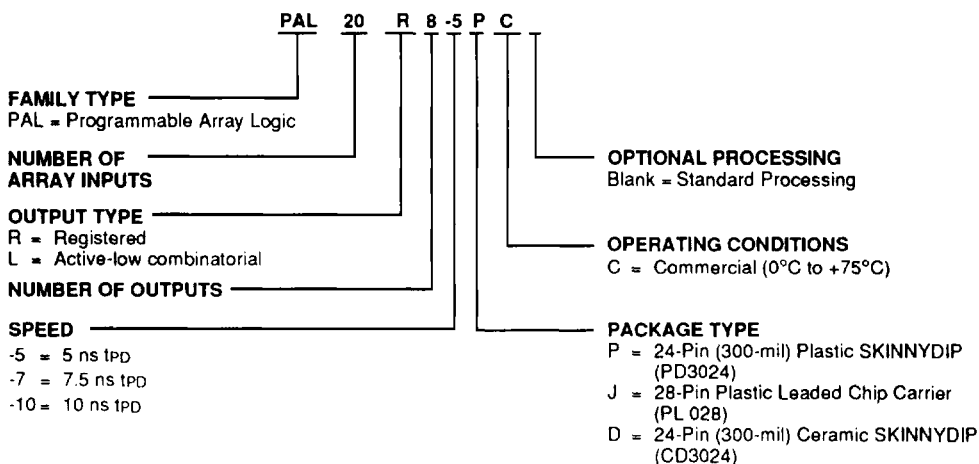 PAL 20 R 8 -5 P C
FAMILY TYPE
PAL = Programmable Array Logic
NUMBER OF
ARRAY INPUTS
OUTPUT TYPE
R = Registered
L = Active-low combinatorial
NUMBER OF OUTPUTS
SPEED
-5 = 5 ns tPD
-7 = 7.5 ns tPD
-10 = 10 ns tPD
OPTIONAL PROCESSING
Blank = Standard Processing
OPERATING CONDITIONS
C = Commercial (0°C to +75°C)
PACKAGE TYPE
P = 24-Pin (300-mil) Plastic SKINNYDIP
(PD3024)
J = 28-Pin Plastic Leaded Chip Carrier
(PL 028)
D = 24-Pin (300-mil) Ceramic SKINNYDIP
(CD3024)